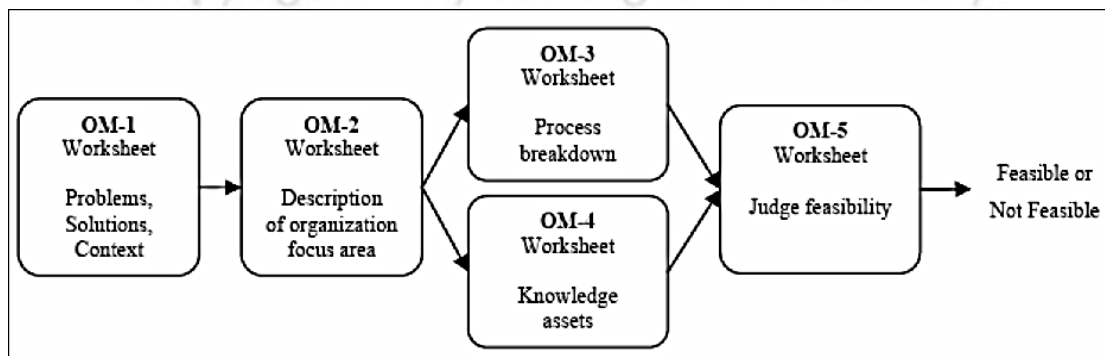 OM-1
Worksheet
Problems,
Solutions,
Context
OM-2
Worksheet
Description
of organization
focus area
OM-3
Worksheet
Process
breakdown
OM-4
Worksheet
Knowledge
assets
OM-5
Worksheet
Judge feasibility
Feasible or
Not Feasible